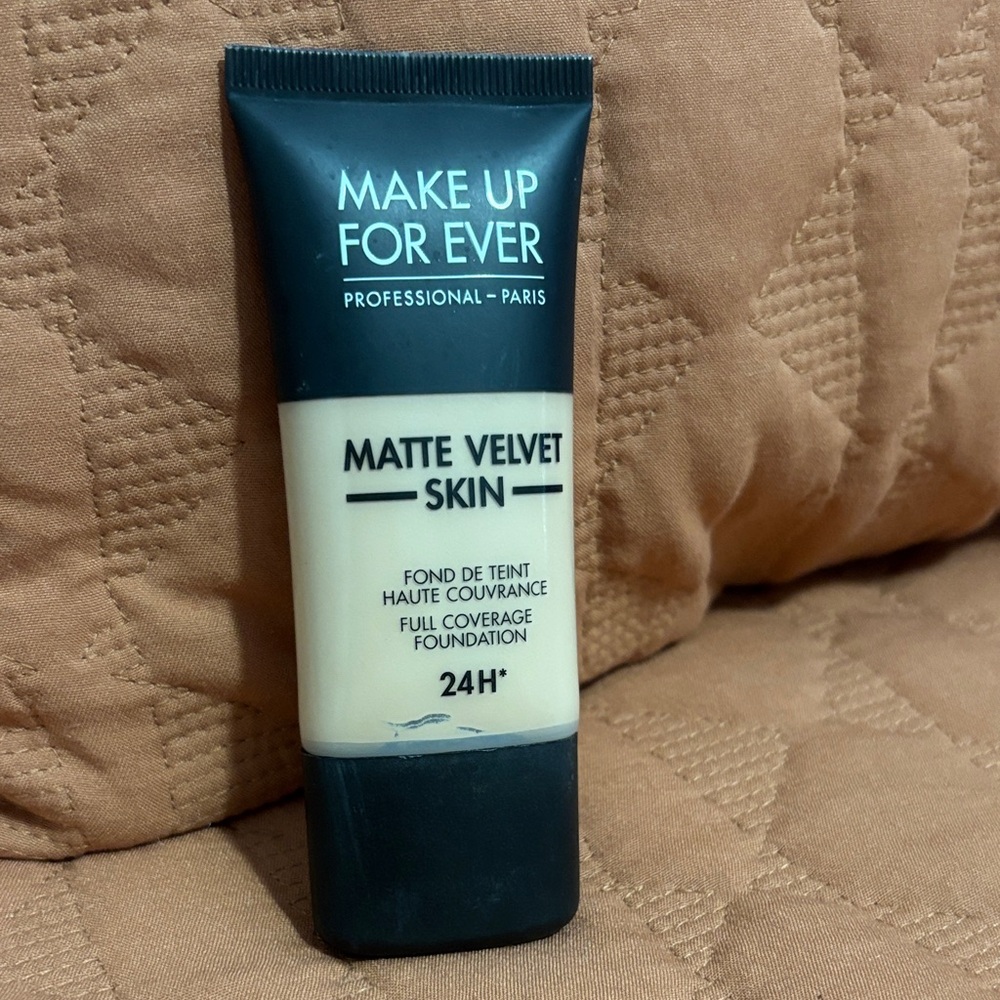 MAKE UP
FOR EVER
PROFESSIONAL – PARIS
MATTE VELVET
SKIN
FOND DE TEINT
HAUTE COUVRANCE
FULL COVERAGE
FOUNDATION
24H*